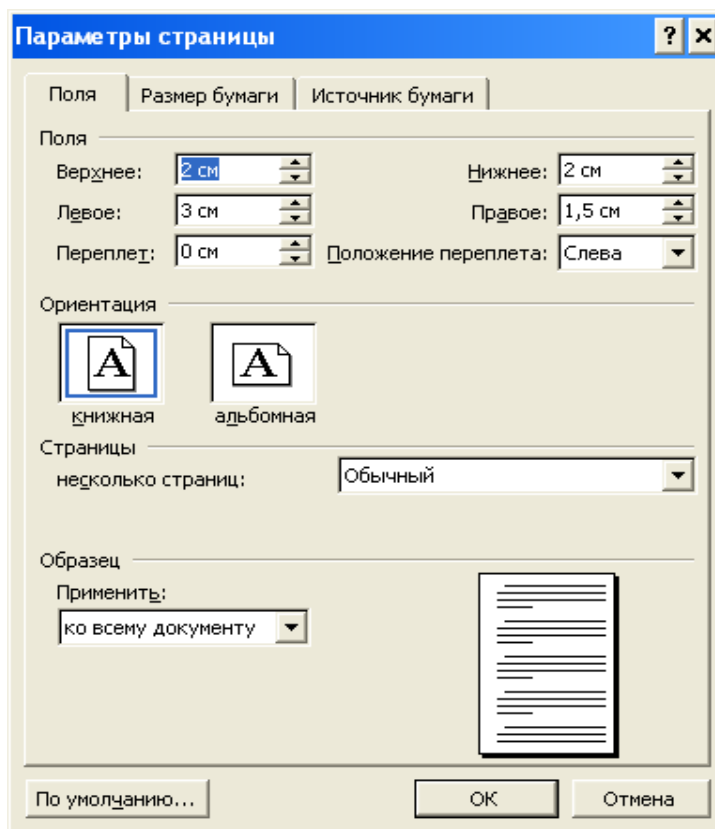 Параметры страницы
Поля Размер бумаги Источник бумаги
Поля
Верхнее: 2 см Нижнее: 2 см
Левое: 3 см Правое: 1,5 см
Переплет: 0 см Положение переплета: Слева
Ориентация
A A
книжная альбомная
Страницы
несколько страниц: Обычный
Образец
Применить:
ко всему документу
По умолчанию... ОК Отмена